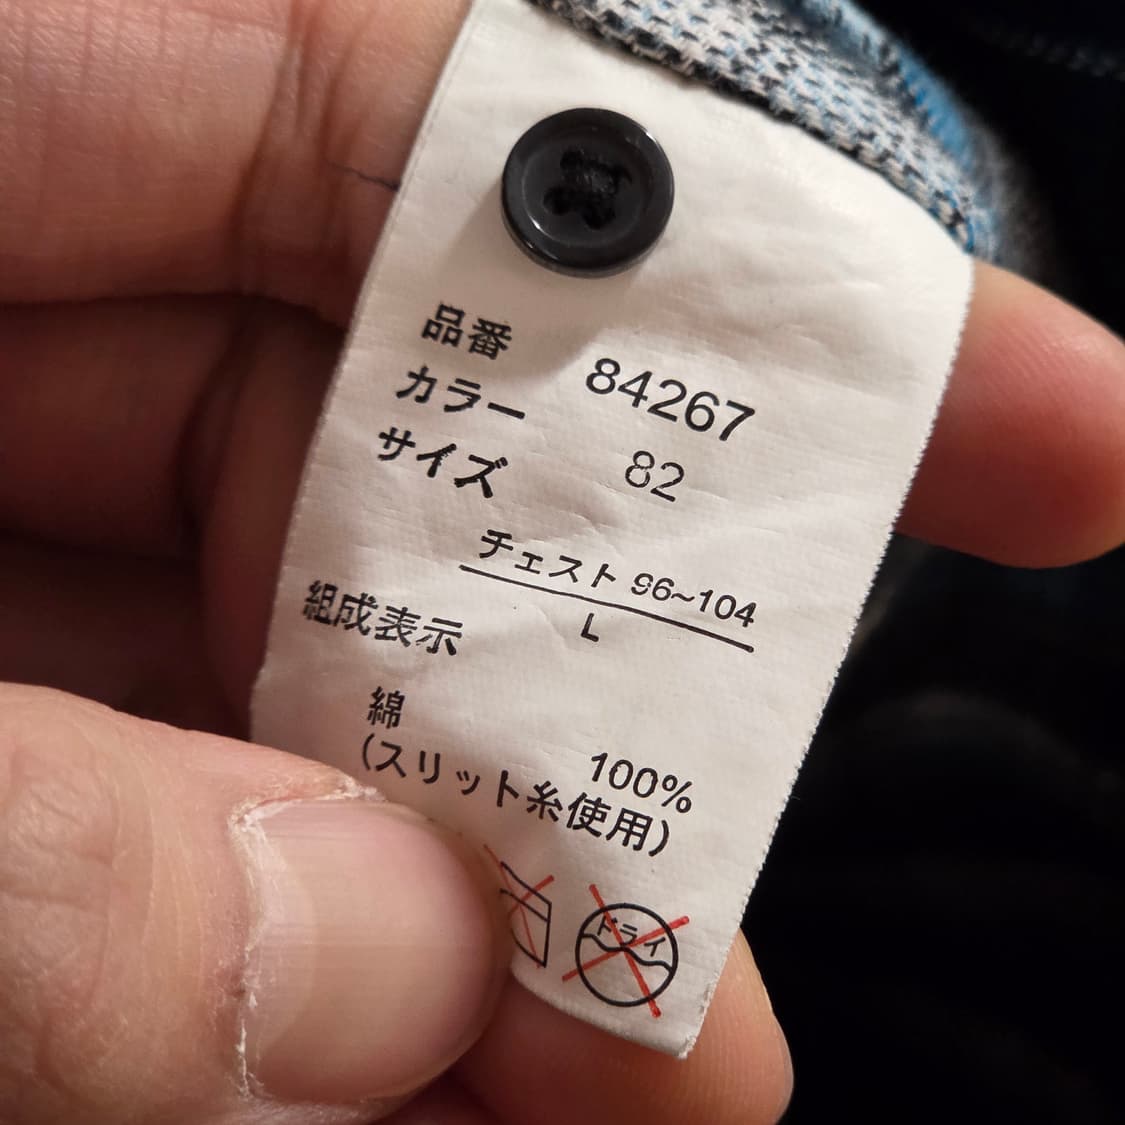 品番 84267
カラー 82
サイズ
チェスト 96~104
L
組成表示
綿 100%
(スリット糸使用)
ドライ